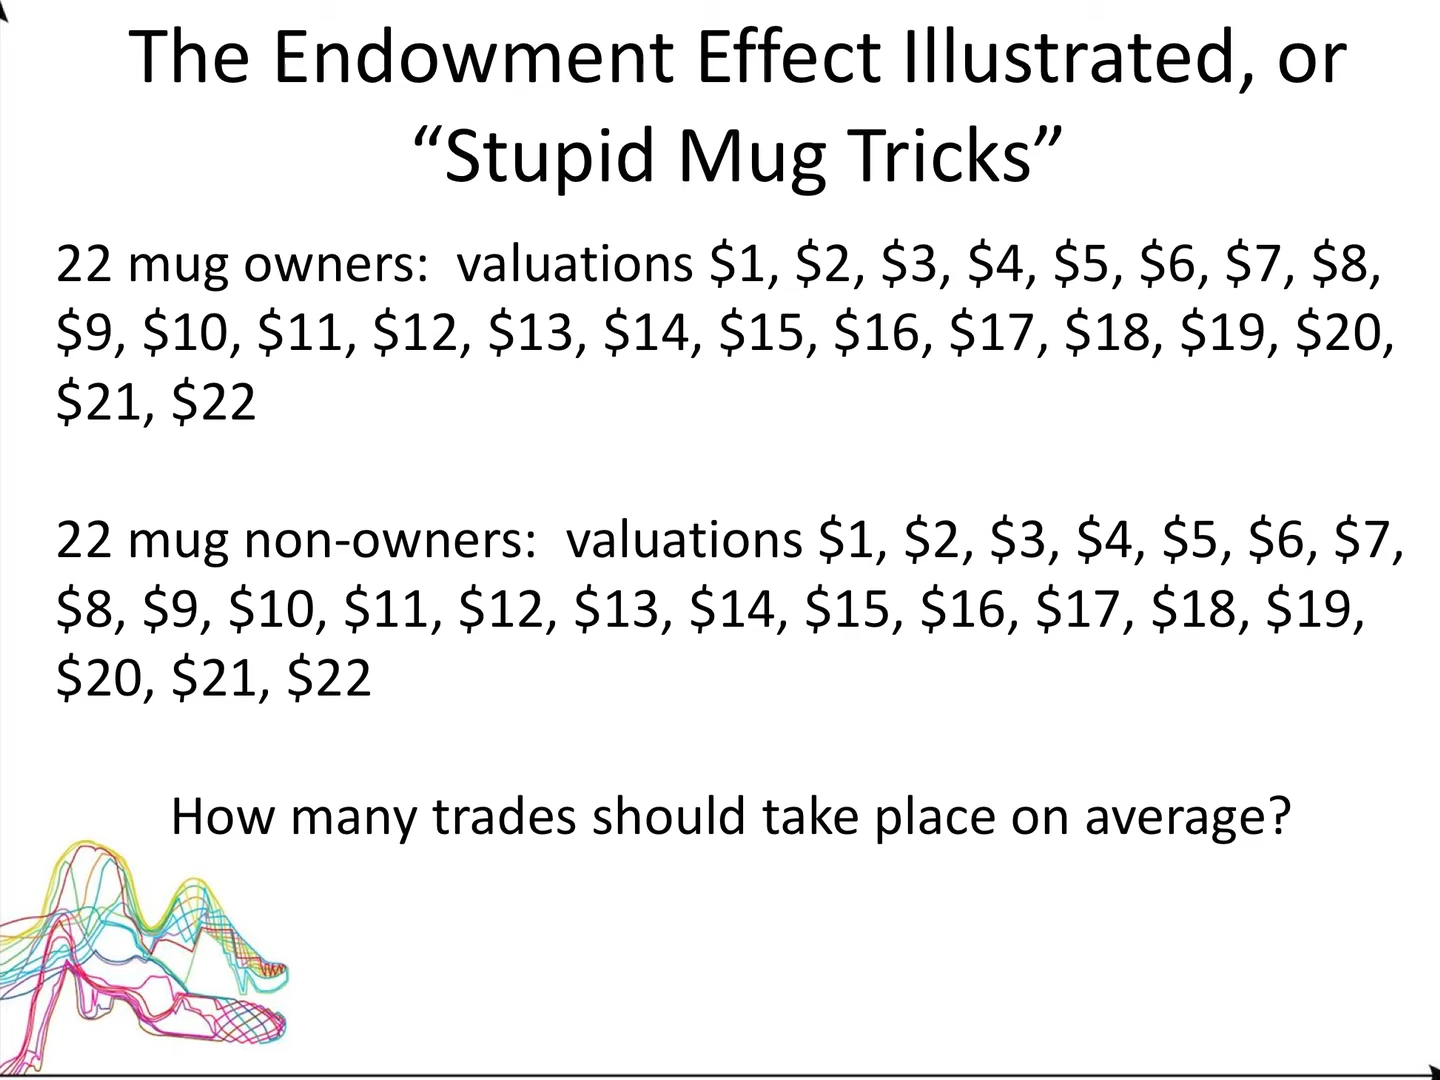 The Endowment Effect Illustrated, or
“Stupid Mug Tricks”
22 mug owners:  valuations $1, $2, $3, $4, $5, $6, $7, $8,
$9, $10, $11, $12, $13, $14, $15, $16, $17, $18, $19, $20,
$21, $22
22 mug non-owners:  valuations $1, $2, $3, $4, $5, $6, $7,
$8, $9, $10, $11, $12, $13, $14, $15, $16, $17, $18, $19,
$20, $21, $22
How many trades should take place on average?